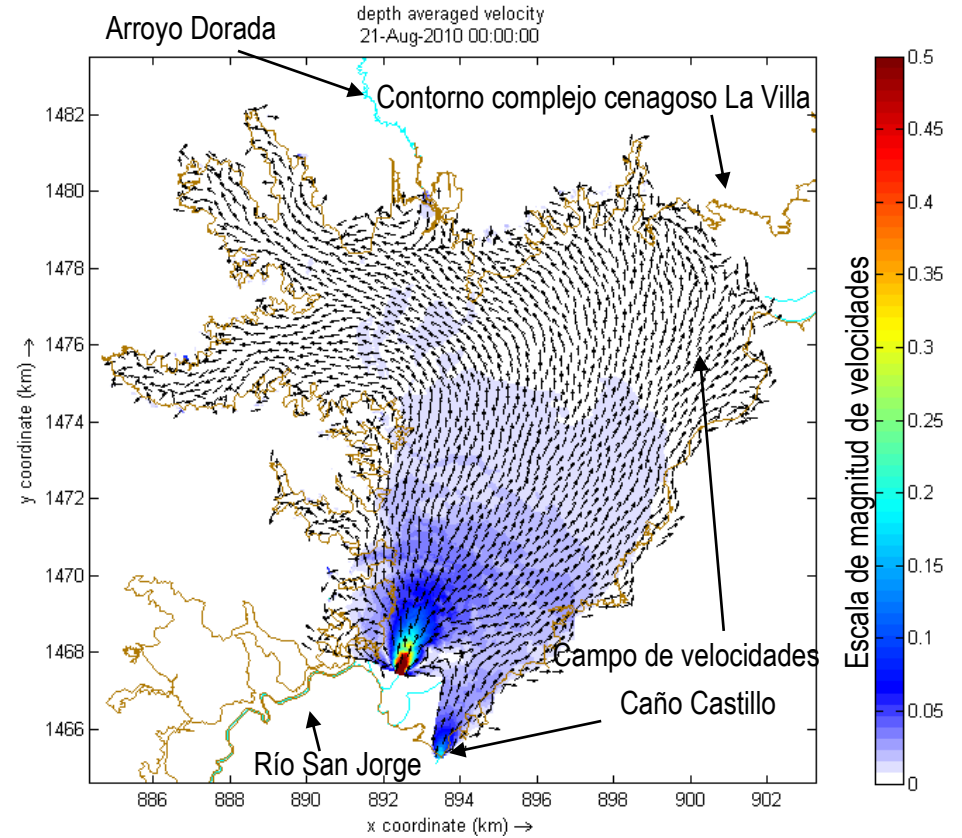 depth averaged velocity
21-Aug-2010 00:00:00
Arroyo Dorada
Contorno complejo cenagoso La Villa
Campo de velocidades
Caño Castillo
Río San Jorge
1482
1480
1478
1476
1474
1472
1470
1468
1466
y coordinate (km) →
886
888
890
892
894
896
898
900
902
x coordinate (km) →
0.5
0.45
0.4
0.35
0.3
0.25
0.2
0.15
0.1
0.05
0
Escala de magnitud de velocidades